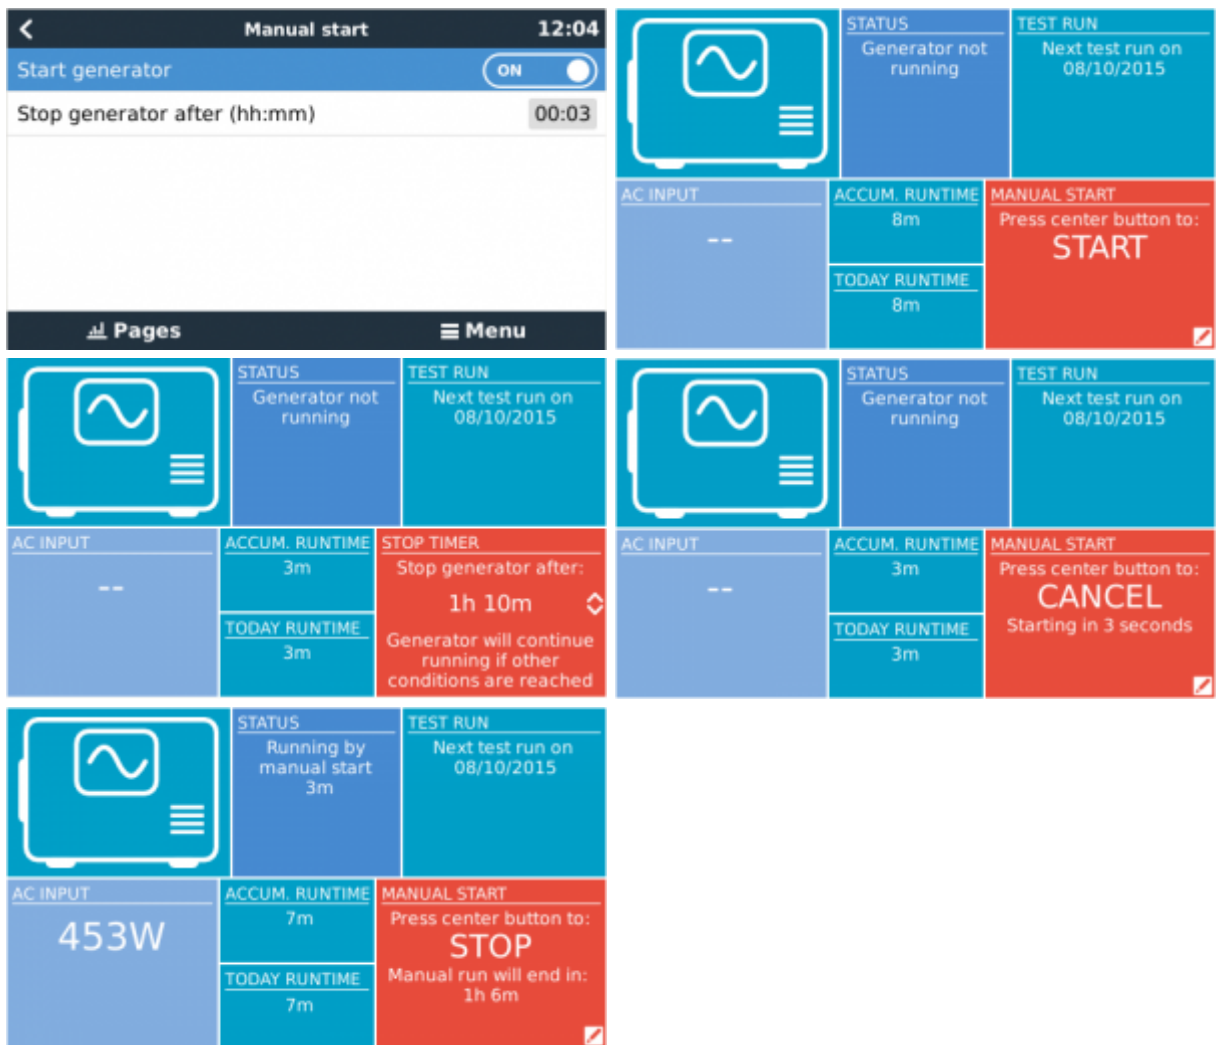 Manual start 12:04
Start generator ON
Stop generator after (hh:mm) 00:03
Pages Menu
STATUS
Generator not
running
TEST RUN
Next test run on
08/10/2015
AC INPUT
--
ACCUM. RUNTIME
8m
TODAY RUNTIME
8m
MANUAL START
Press center button to:
START
STATUS
Generator not
running
TEST RUN
Next test run on
08/10/2015
AC INPUT
--
ACCUM. RUNTIME
3m
TODAY RUNTIME
3m
STOP TIMER
Stop generator after:
1h 10m
Generator will continue
running if other
conditions are reached
STATUS
Generator not
running
TEST RUN
Next test run on
08/10/2015
AC INPUT
--
ACCUM. RUNTIME
3m
TODAY RUNTIME
3m
MANUAL START
Press center button to:
CANCEL
Starting in 3 seconds
STATUS
Running by
manual start
3m
TEST RUN
Next test run on
08/10/2015
AC INPUT
453W
ACCUM. RUNTIME
7m
TODAY RUNTIME
7m
MANUAL START
Press center button to:
STOP
Manual run will end in:
1h 6m